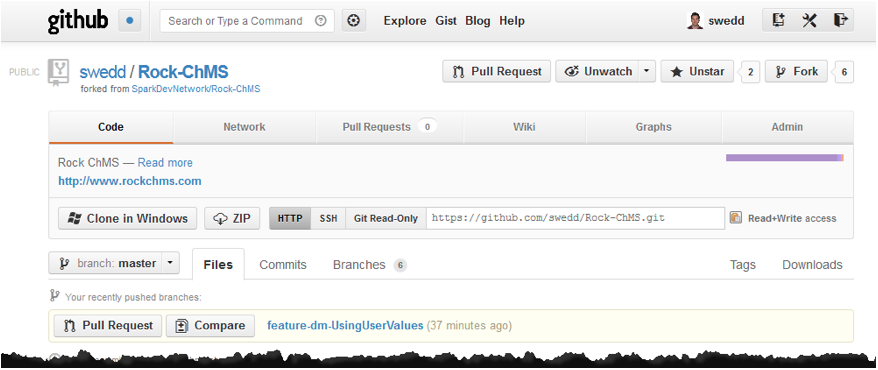 github Search or Type a Command Explore Gist Blog Help swedd
PUBLIC swedd / Rock-ChMS Pull Request Unwatch Unstar 2 Fork 6
forked from SparkDevNetwork/Rock-ChMS
Code Network Pull Requests 0 Wiki Graphs Admin
Rock ChMS — Read more
http://www.rockchms.com
Clone in Windows ZIP HTTP SSH Git Read-Only https://github.com/swedd/Rock-ChMS.git Read+Write access
branch: master Files Commits Branches 6 Tags Downloads
Your recently pushed branches:
Pull Request Compare feature-dm-UsingUserValues (37 minutes ago)